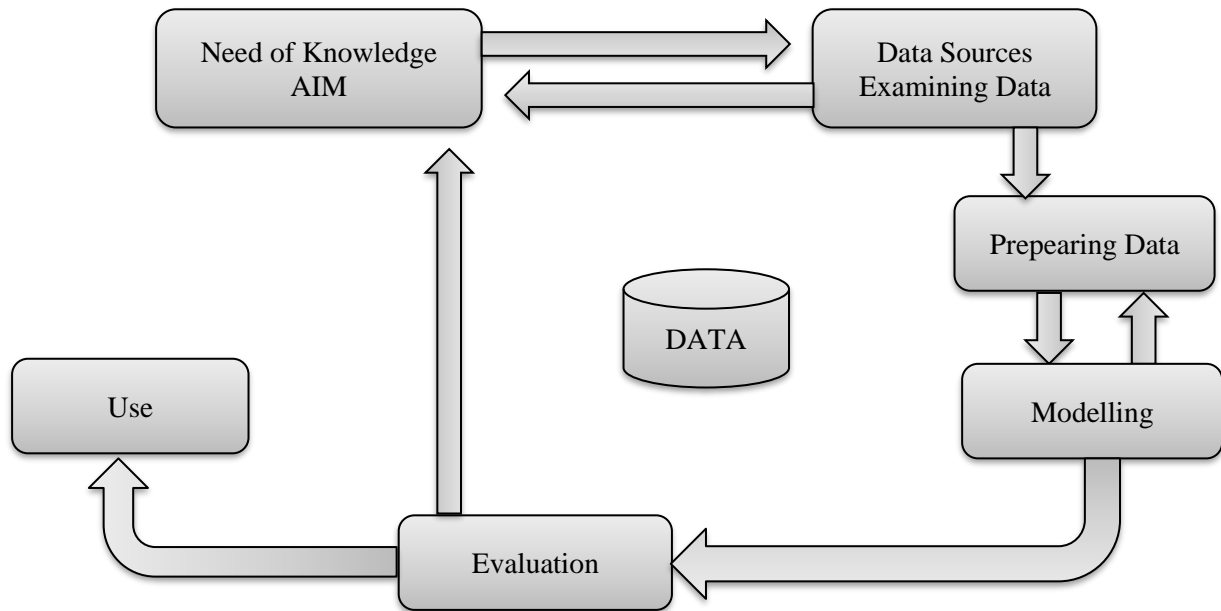 Need of Knowledge
AIM
Data Sources
Examining Data
Prepearing Data
DATA
Use
Modelling
Evaluation